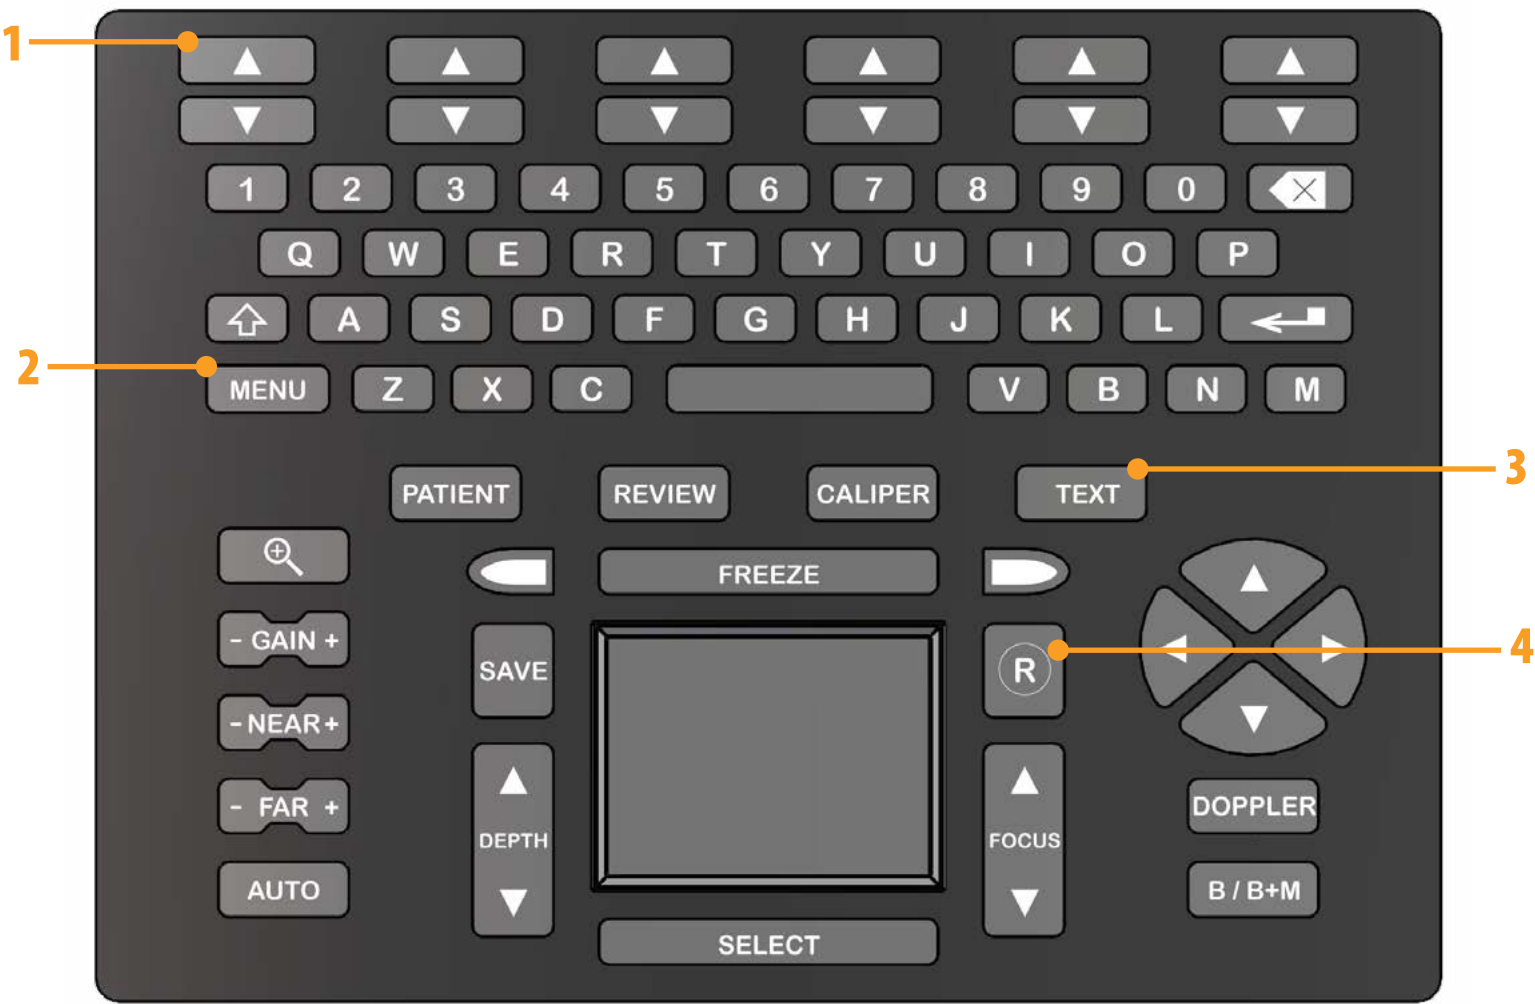 1
1 2 3 4 5 6 7 8 9 0
Q W E R T Y U I O P
A S D F G H J K L
2
MENU Z X C V B N M
PATIENT REVIEW CALIPER TEXT
3
FREEZE
- GAIN +
SAVE
R
4
- NEAR +
- FAR +
DEPTH
FOCUS
DOPPLER
AUTO
B / B+M
SELECT